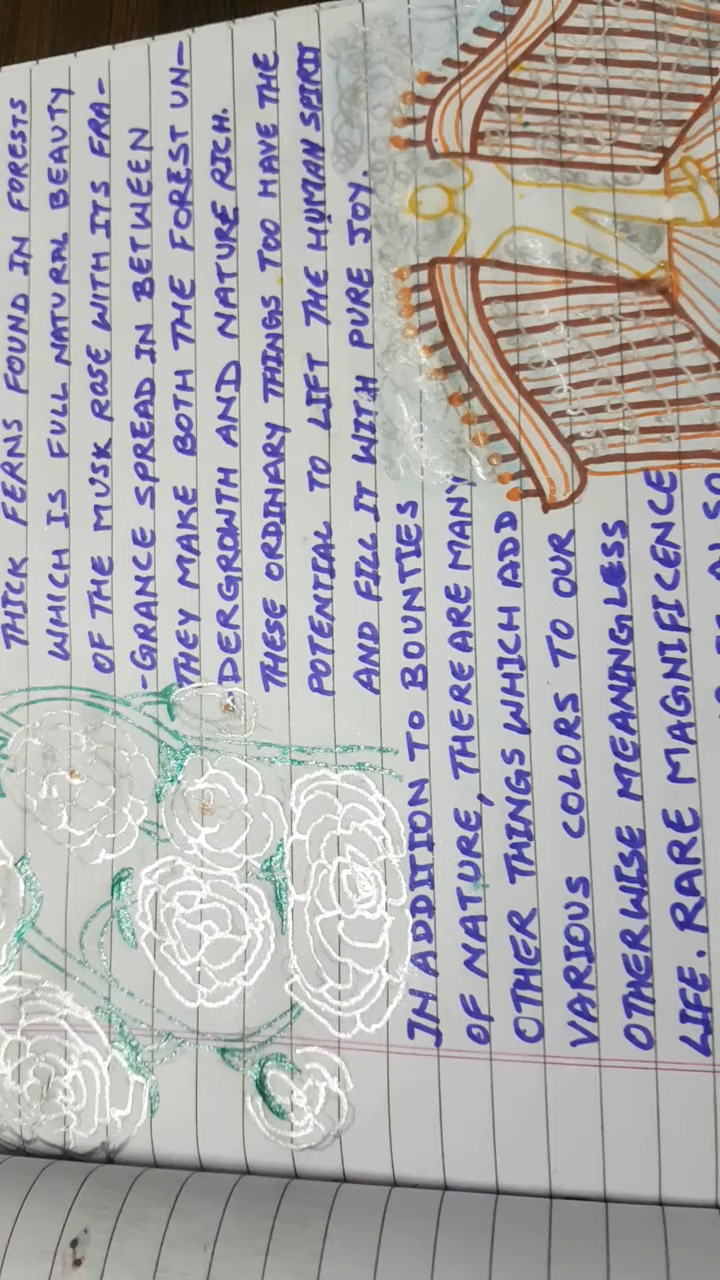 THICK FERNS FOUND IN FORESTS
WHICH IS FULL NATURAL BEAUTY
OF THE MUSK ROSE WITH ITS FRA-
-GRANCE SPREAD IN BETWEEN
THEY MAKE BOTH THE FOREST UN-
DERGROWTH AND NATURE RICH.
THESE ORDINARY THINGS TOO HAVE THE
POTENTIAL TO LIFT THE HUMAN SPIRIT
AND FILL IT WITH PURE JOY.
IN ADDITION TO BOUNTIES
OF NATURE, THERE ARE MANY
OTHER THINGS WHICH ADD
VARIOUS COLORS TO OUR
OTHERWISE MEANINGLESS
LIFE. RARE MAGNIFICENCE